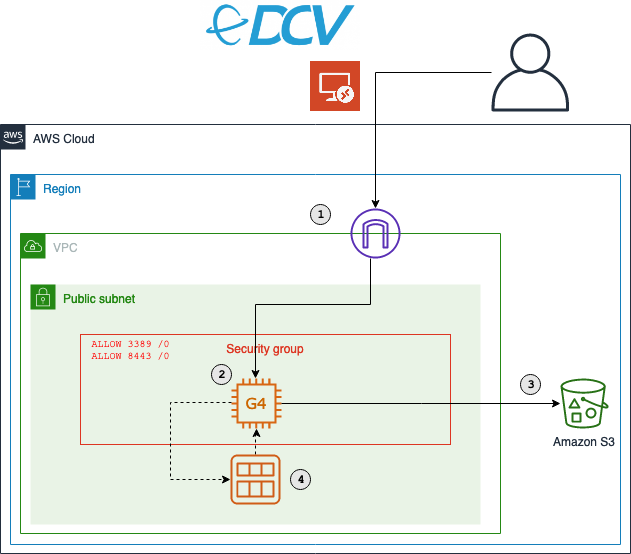 DCV
aws
AWS Cloud
Region
1
VPC
Public subnet
ALLOW 3389 /0
ALLOW 8443 /0
Security group
2
G4
3
Amazon S3
4